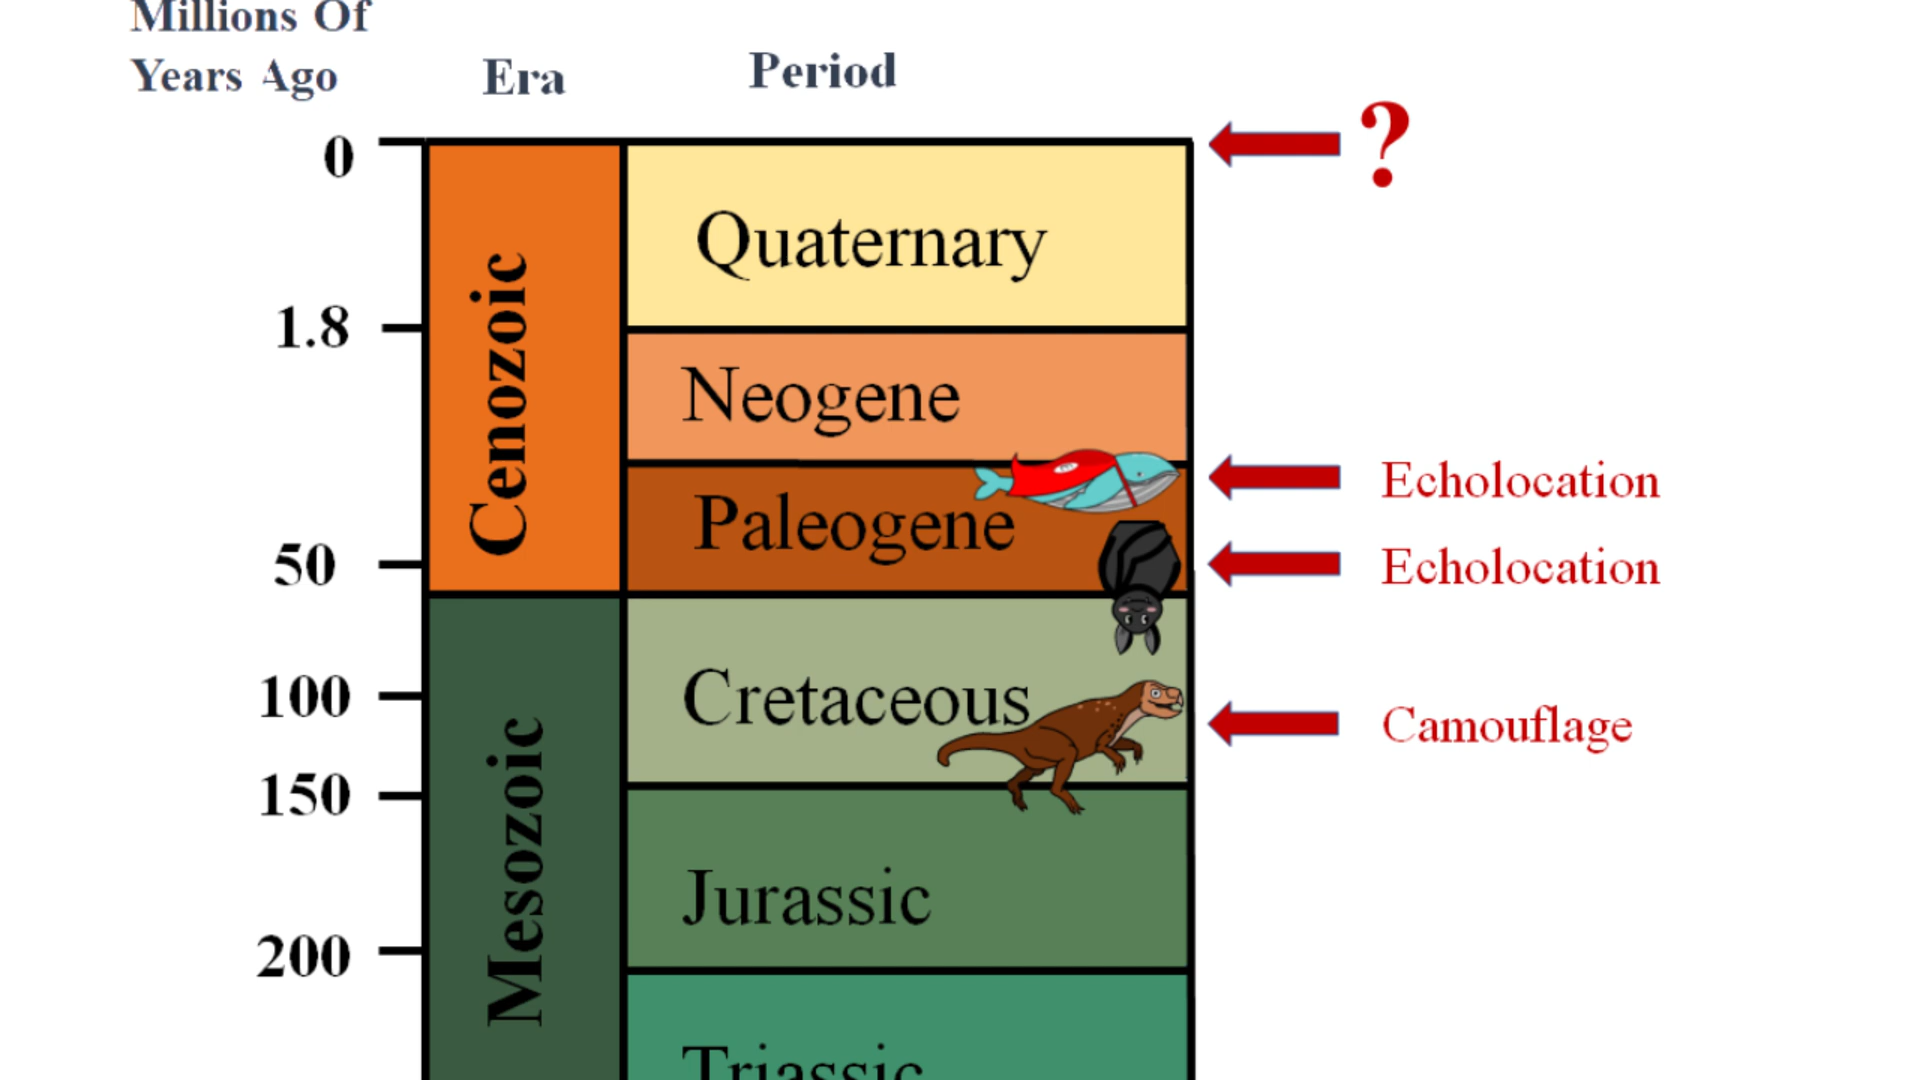 Millions Of
Years Ago
Era
Period
0
?
Quaternary
1.8
Cenozoic
Neogene
Echolocation
Paleogene
50
Echolocation
100
Cretaceous
Camouflage
150
Mesozoic
Jurassic
200
Triassic